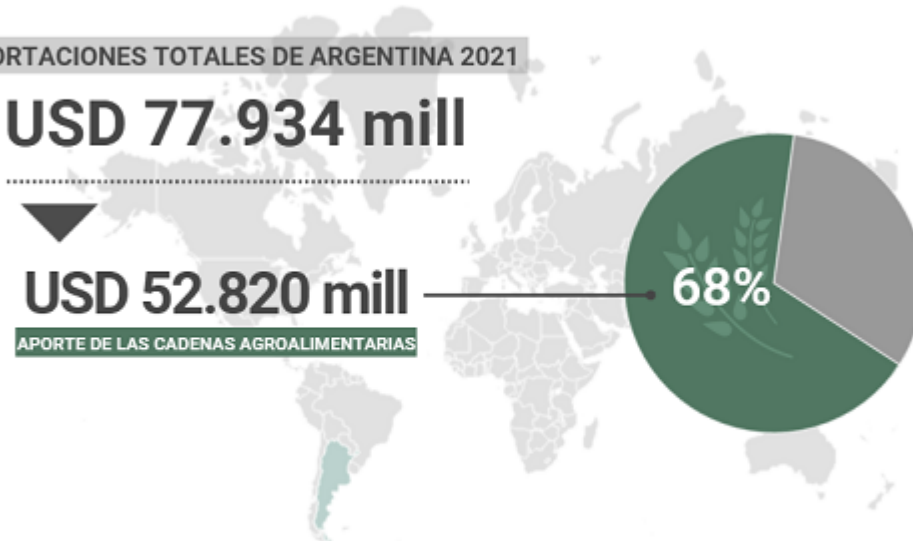 ORTACIONES TOTALES DE ARGENTINA 2021
USD 77.934 mill
USD 52.820 mill
68%
APORTE DE LAS CADENAS AGROALIMENTARIAS